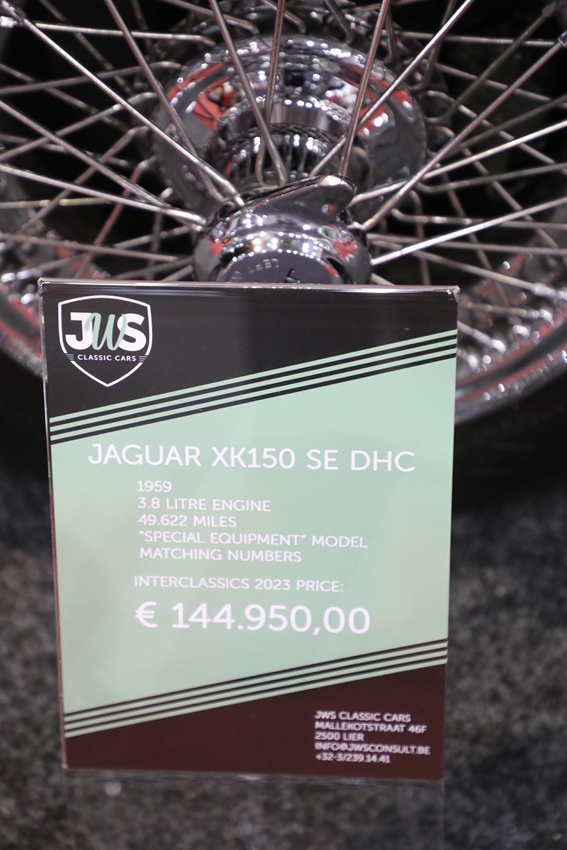 JWS
CLASSIC CARS
JAGUAR XK150 SE DHC
1959
3.8 LITRE ENGINE
49.622 MILES
"SPECIAL EQUIPMENT" MODEL
MATCHING NUMBERS
INTERCLASSICS 2023 PRICE:
€ 144.950,00
JWS CLASSIC CARS
MALLEKOTSTRAAT 46F
2500 LIER
INFO@JWSCONSULT.BE
+32-3/239.14.41